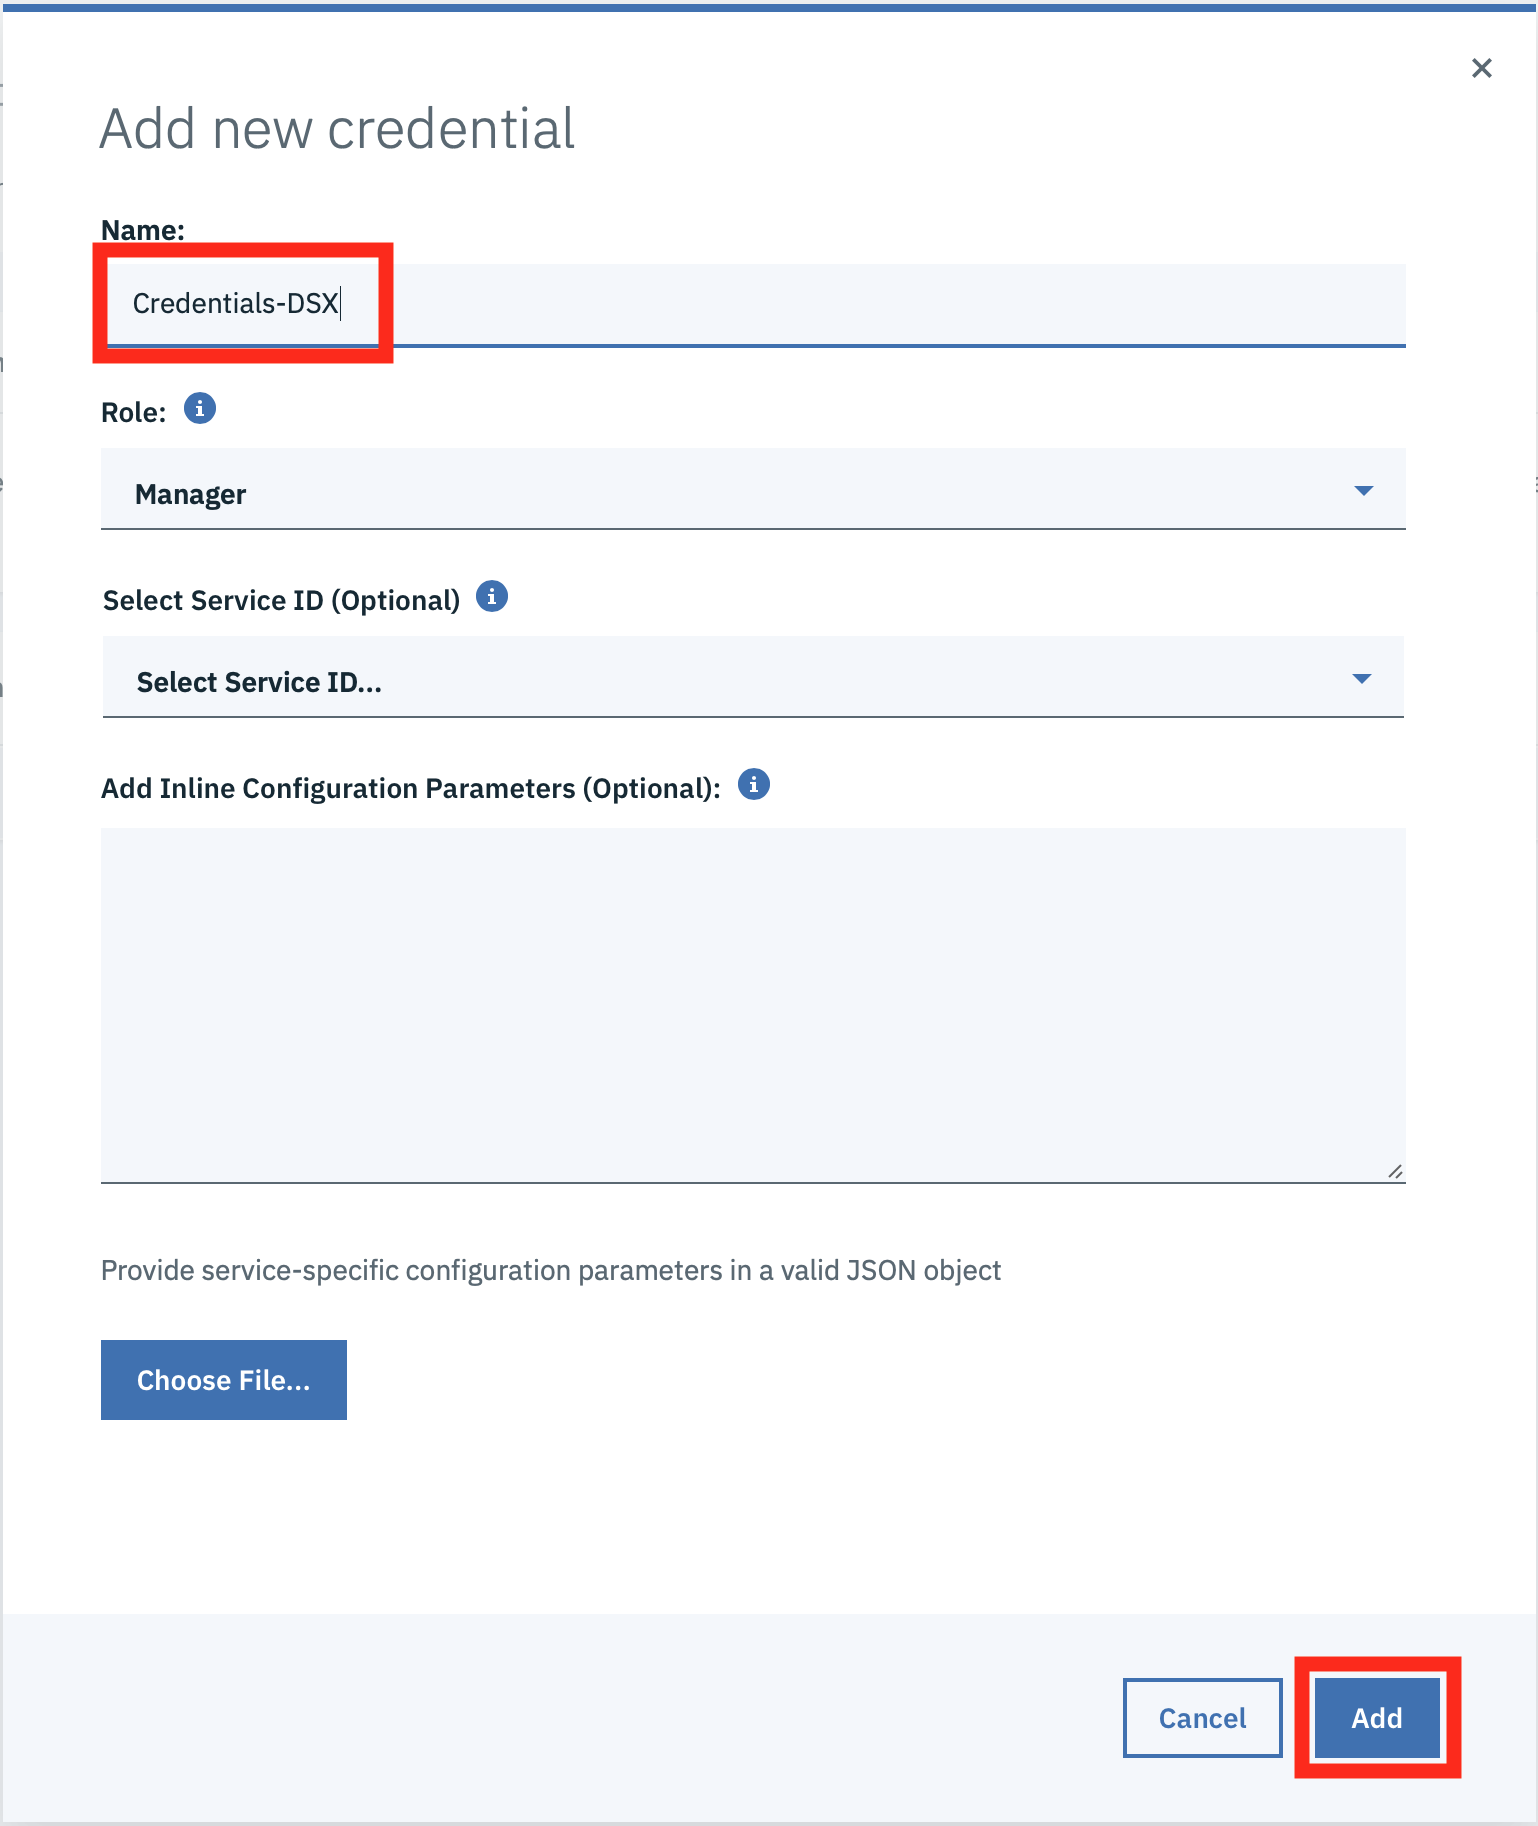 Add new credential
Name:
Credentials-DSX
Role:
Manager
Select Service ID (Optional)
Select Service ID...
Add Inline Configuration Parameters (Optional):
Provide service-specific configuration parameters in a valid JSON object
Choose File...
Cancel
Add